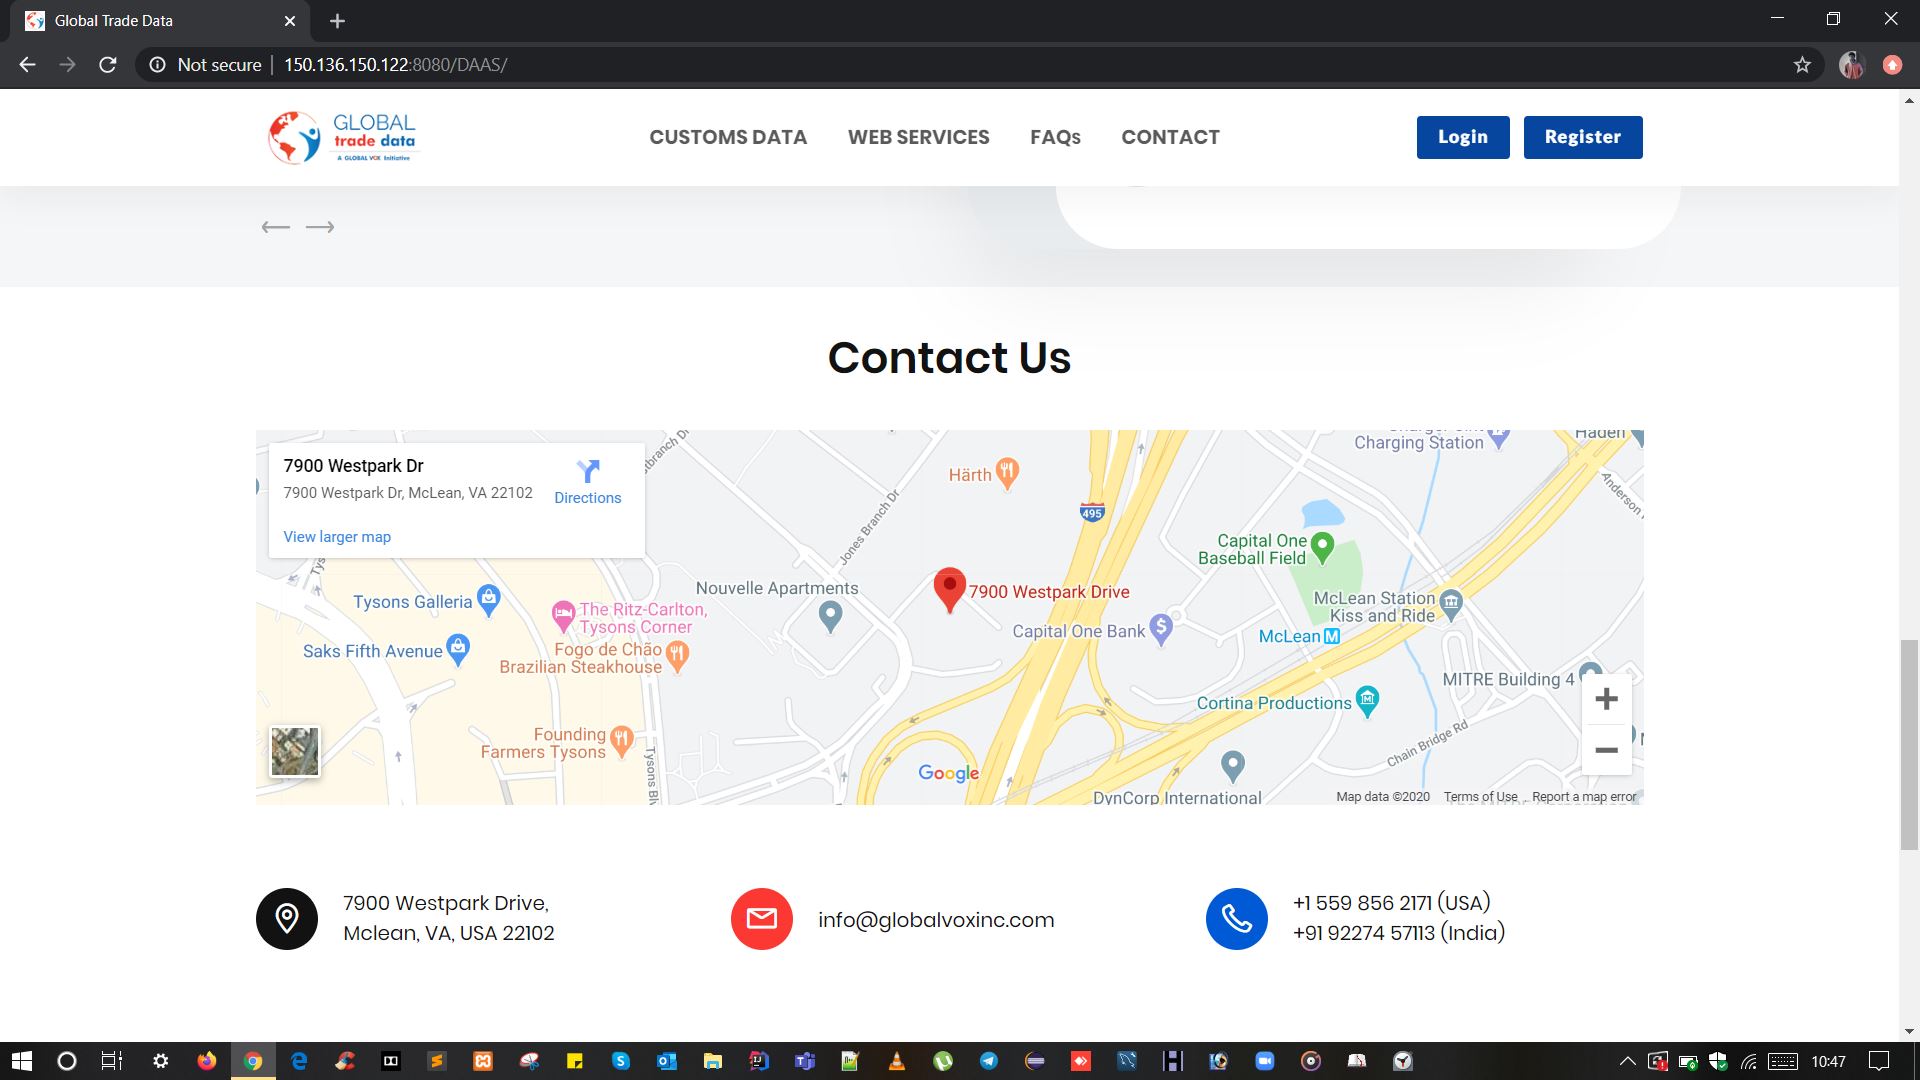 Global Trade Data
Not secure
150.136.150.122:8080/DAAS/
GLOBAL
trade data
A GLOBAL VOX Initiative
CUSTOMS DATA
WEB SERVICES
FAQs
CONTACT
Login
Register
Contact Us
7900 Westpark Dr
7900 Westpark Dr, McLean, VA 22102
Directions
View larger map
Härth
495
Charging Station
Haden
Anderson
Jones Branch Dr
Capital One
Baseball Field
Nouvelle Apartments
7900 Westpark Drive
Tysons Galleria
The Ritz-Carlton,
Tysons Corner
McLean Station
Kiss and Ride
Capital One Bank
McLean M
Saks Fifth Avenue
Fogo de Chão
Brazilian Steakhouse
MITRE Building 4
Cortina Productions
Chain Bridge Rd
Founding
Farmers Tysons
Tysons Bl
Google
DynCorp International
Map data ©2020
Terms of Use
Report a map error
7900 Westpark Drive,
Mclean, VA, USA 22102
info@globalvoxinc.com
+1 559 856 2171 (USA)
+91 92274 57113 (India)
10:47